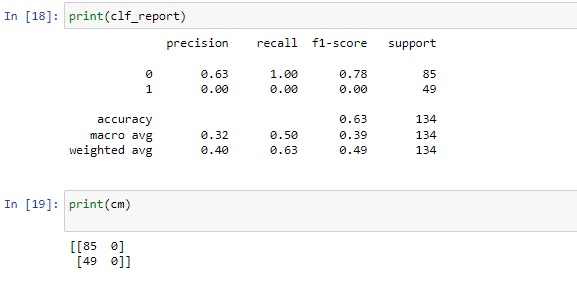 In [18]: print(clf_report)
precision recall f1-score support
0 0.63 1.00 0.78 85
1 0.00 0.00 0.00 49
accuracy 0.63 134
macro avg 0.32 0.50 0.39 134
weighted avg 0.40 0.63 0.49 134
In [19]: print(cm)
[[85 0]
[49 0]]